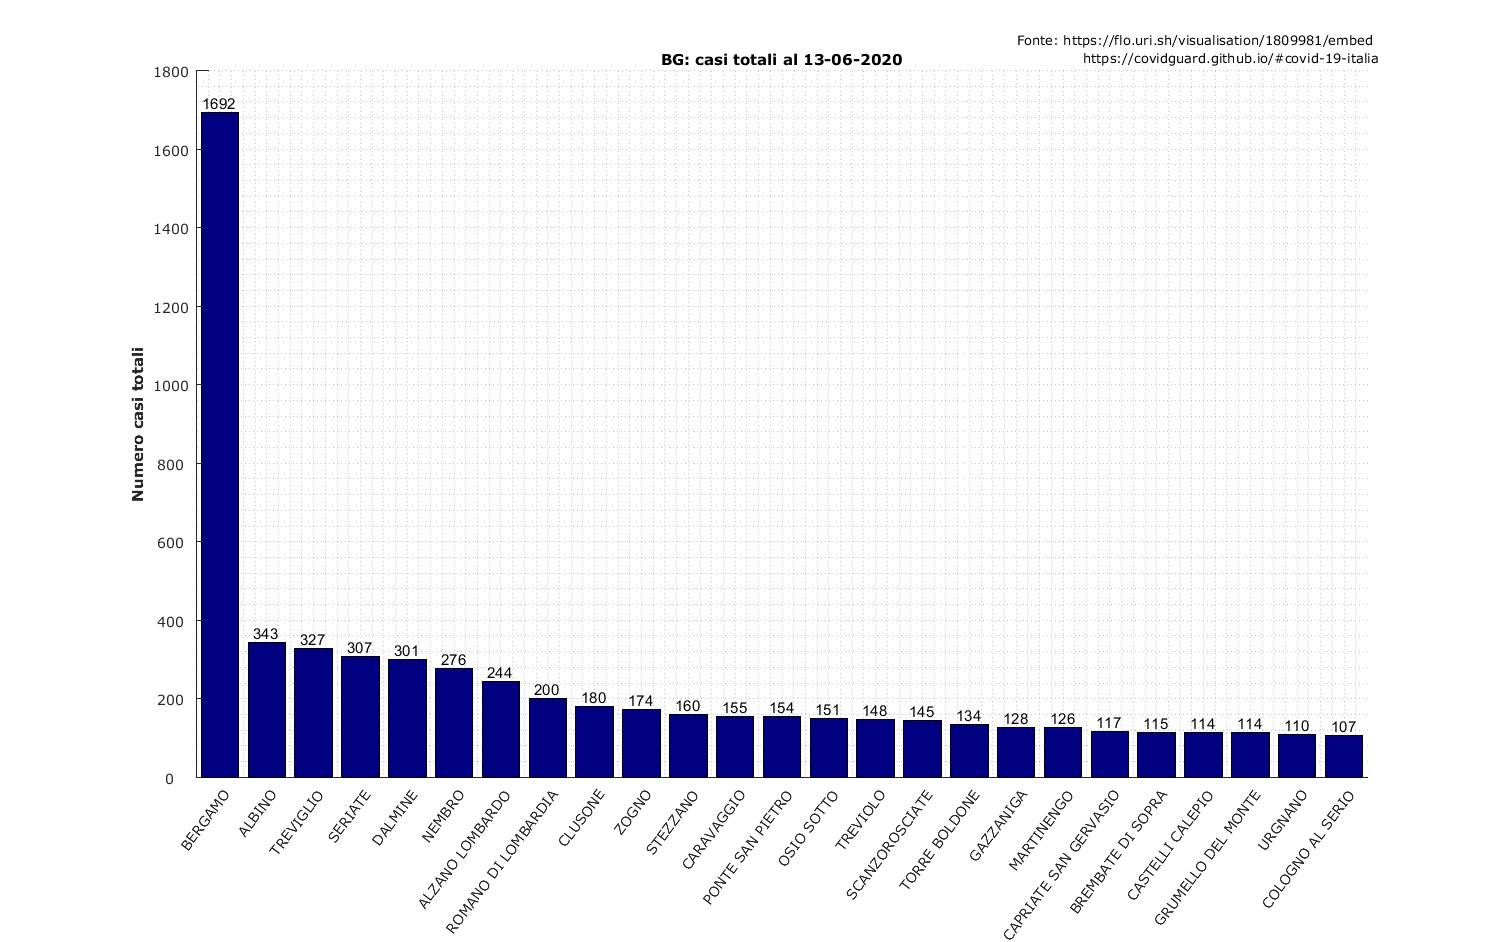 Fonte: https://flo.uri.sh/visualisation/1809981/embed
https://covidguard.github.io/#covid-19-italia
BG: casi totali al 13-06-2020
Numero casi totali
1800
1600
1400
1200
1000
800
600
400
200
0
1692
343
327
307
301
276
244
200
180
174
160
155
154
151
148
145
134
128
126
117
115
114
114
110
107
BERGAMO
ALBINO
TREVIGLIO
SERIATE
DALMINE
NEMBRO
ALZANO LOMBARDO
ROMANO DI LOMBARDIA
CLUSONE
ZOGNO
STEZZANO
CARAVAGGIO
PONTE SAN PIETRO
OSIO SOTTO
TREVIOLO
SCANZOROSCIATE
TORRE BOLDONE
GAZZANIGA
MARTINENGO
CAPRIATE SAN GERVASIO
BREMBATE DI SOPRA
CASTELLI CALEPIO
GRUMELLO DEL MONTE
URGNANO
COLOGNO AL SERIO